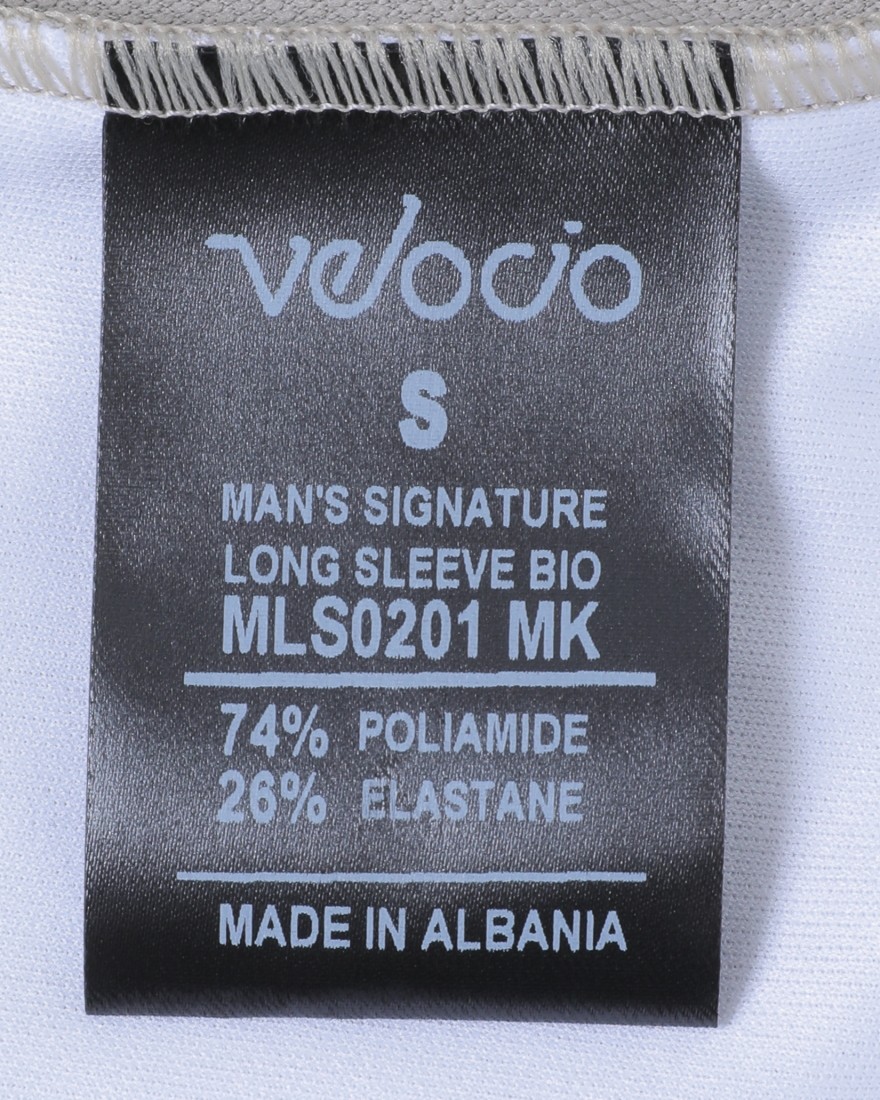 velocio
S
MAN'S SIGNATURE
LONG SLEEVE BIO
MLS0201 MK
74% POLIAMIDE
26% ELASTANE
MADE IN ALBANIA